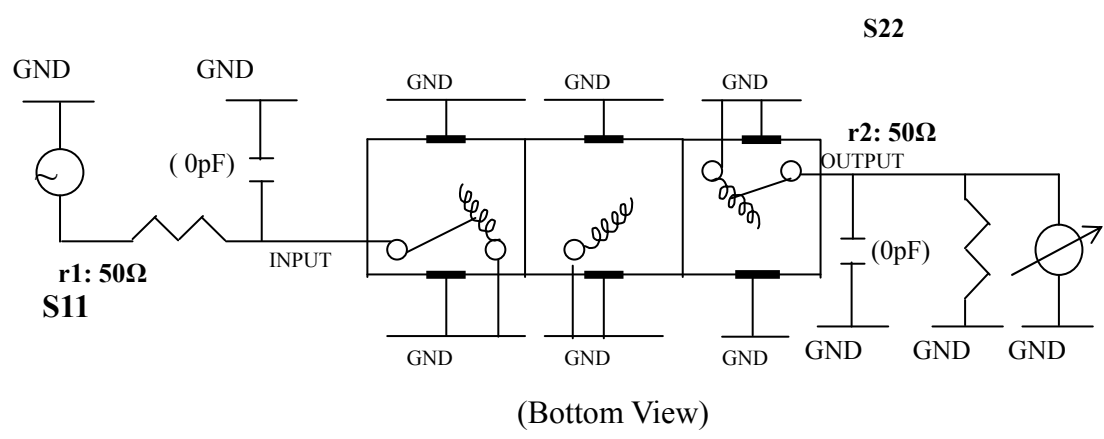 S22
GND
GND
GND
GND
GND
r2: 50Ω
( 0pF)
OUTPUT
INPUT
(0pF)
r1: 50Ω
S11
GND
GND
GND
GND
GND
GND
(Bottom View)